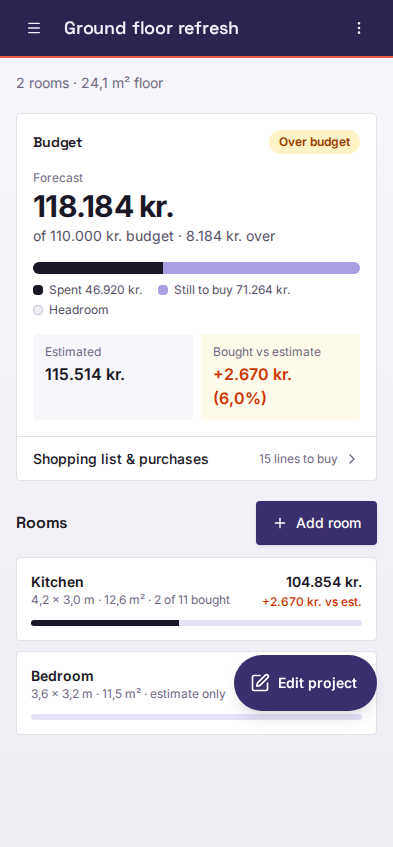 Ground floor refresh
2 rooms · 24,1 m² floor
Budget
Over budget
Forecast
118.184 kr.
of 110.000 kr. budget · 8.184 kr. over
Spent 46.920 kr.
Still to buy 71.264 kr.
Headroom
Estimated
115.514 kr.
Bought vs estimate
+2.670 kr.
(6,0%)
Shopping list & purchases
15 lines to buy
Rooms
Add room
Kitchen
104.854 kr.
4,2 × 3,0 m · 12,6 m² · 2 of 11 bought
+2.670 kr. vs est.
Bedroom
3,6 × 3,2 m · 11,5 m² · estimate only
Edit project